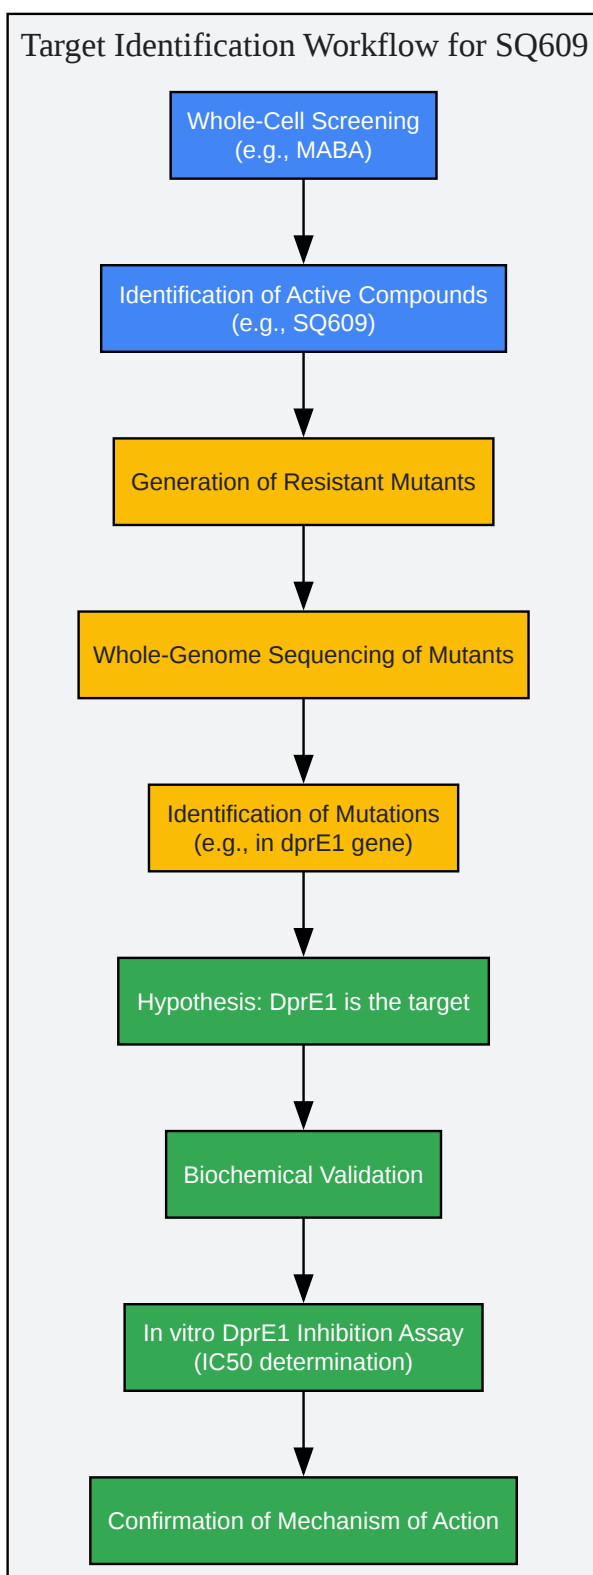 Target Identification Workflow for SQ609
Whole-Cell Screening
(e.g., MABA)
Identification of Active Compounds
(e.g., SQ609)
Generation of Resistant Mutants
Whole-Genome Sequencing of Mutants
Identification of Mutations
(e.g., in dprE1 gene)
Hypothesis: DprE1 is the target
Biochemical Validation
In vitro DprE1 Inhibition Assay
(IC50 determination)
Confirmation of Mechanism of Action